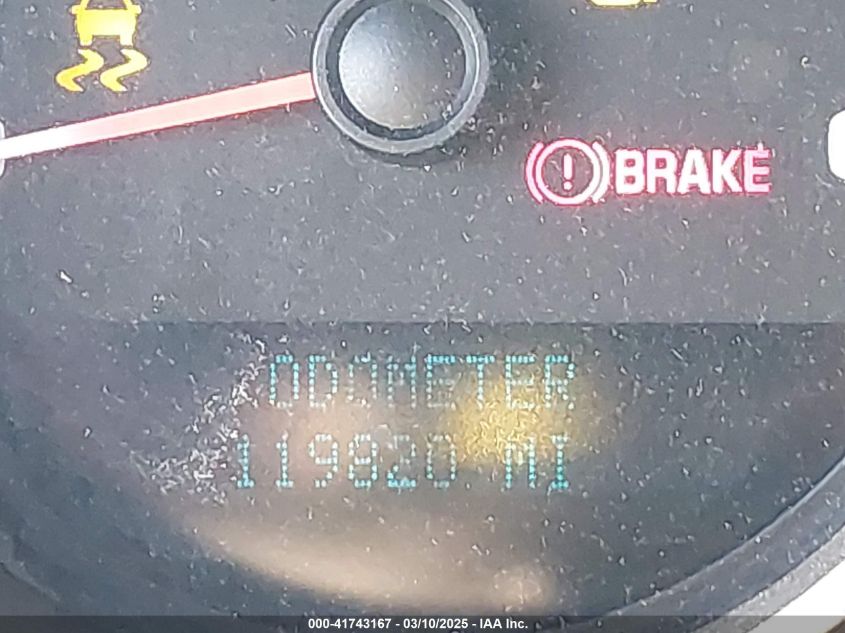 BRAKE
ODOMETER
119820 MI
000-41743167 - 03/10/2025 - IAA Inc.